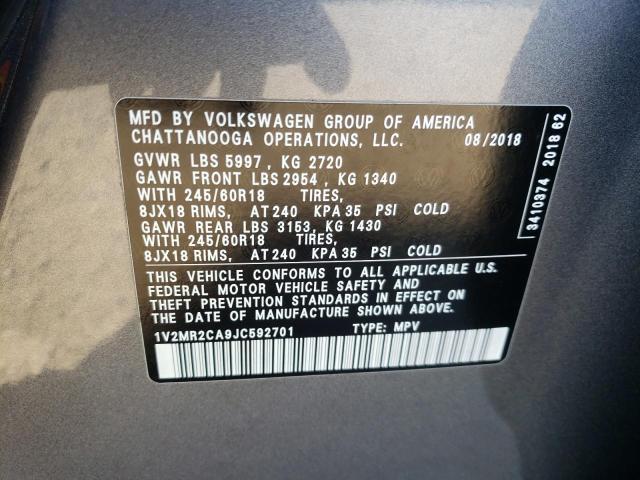 MFD BY VOLKSWAGEN GROUP OF AMERICA
CHATTANOOGA OPERATIONS, LLC. 08/2018
GVWR LBS 5997 , KG 2720
GAWR FRONT LBS 2954 , KG 1340
WITH 245/60R18 TIRES,
8JX18 RIMS, AT 240 KPA 35 PSI COLD
GAWR REAR LBS 3153, KG 1430
WITH 245/60R18 TIRES,
8JX18 RIMS, AT 240 KPA 35 PSI COLD
THIS VEHICLE CONFORMS TO ALL APPLICABLE U.S.
FEDERAL MOTOR VEHICLE SAFETY AND
THEFT PREVENTION STANDARDS IN EFFECT ON
THE DATE OF MANUFACTURE SHOWN ABOVE.
1V2MR2CA9JC592701 TYPE: MPV
3410374 2018 62